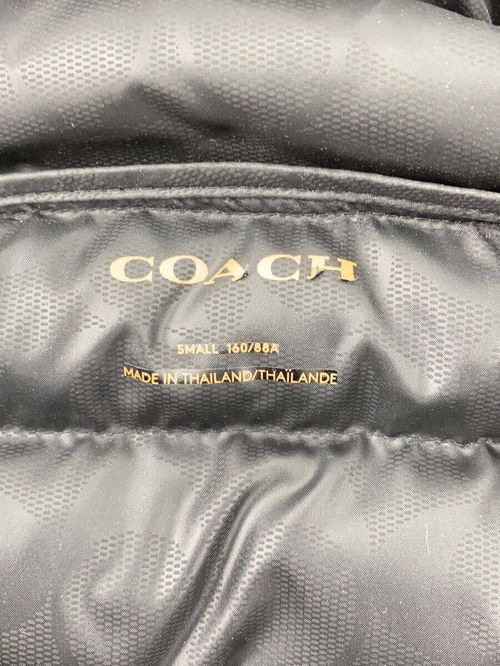 COACH
SMALL 160/88A
MADE IN THAILAND/THAÏLANDE